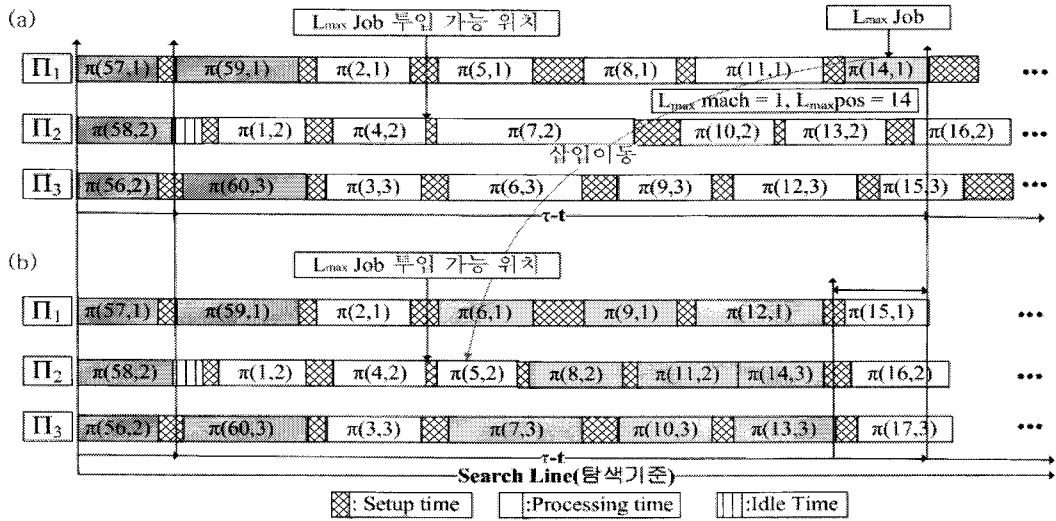 (a)
L_max Job 투입 가능 위치
L_max Job
Π₁ π(57,1) π(59,1) π(2,1) π(5,1) π(8,1) π(11,1) π(14,1) •••
L_max mach = 1, L_max pos = 14
Π₂ π(58,2) π(1,2) π(4,2) π(7,2) π(10,2) π(13,2) π(16,2) •••
삽입이동
Π₃ π(56,2) π(60,3) π(3,3) π(6,3) π(9,3) π(12,3) π(15,3) •••
τ-t
(b)
L_max Job 투입 가능 위치
Π₁ π(57,1) π(59,1) π(2,1) π(6,1) π(9,1) π(12,1) π(15,1) •••
Π₂ π(58,2) π(1,2) π(4,2) π(5,2) π(8,2) π(11,2) π(14,3) π(16,2) •••
Π₃ π(56,2) π(60,3) π(3,3) π(7,3) π(10,3) π(13,3) π(17,3) •••
τ-t
Search Line(탐색기준)
: Setup time :Processing time :Idle Time